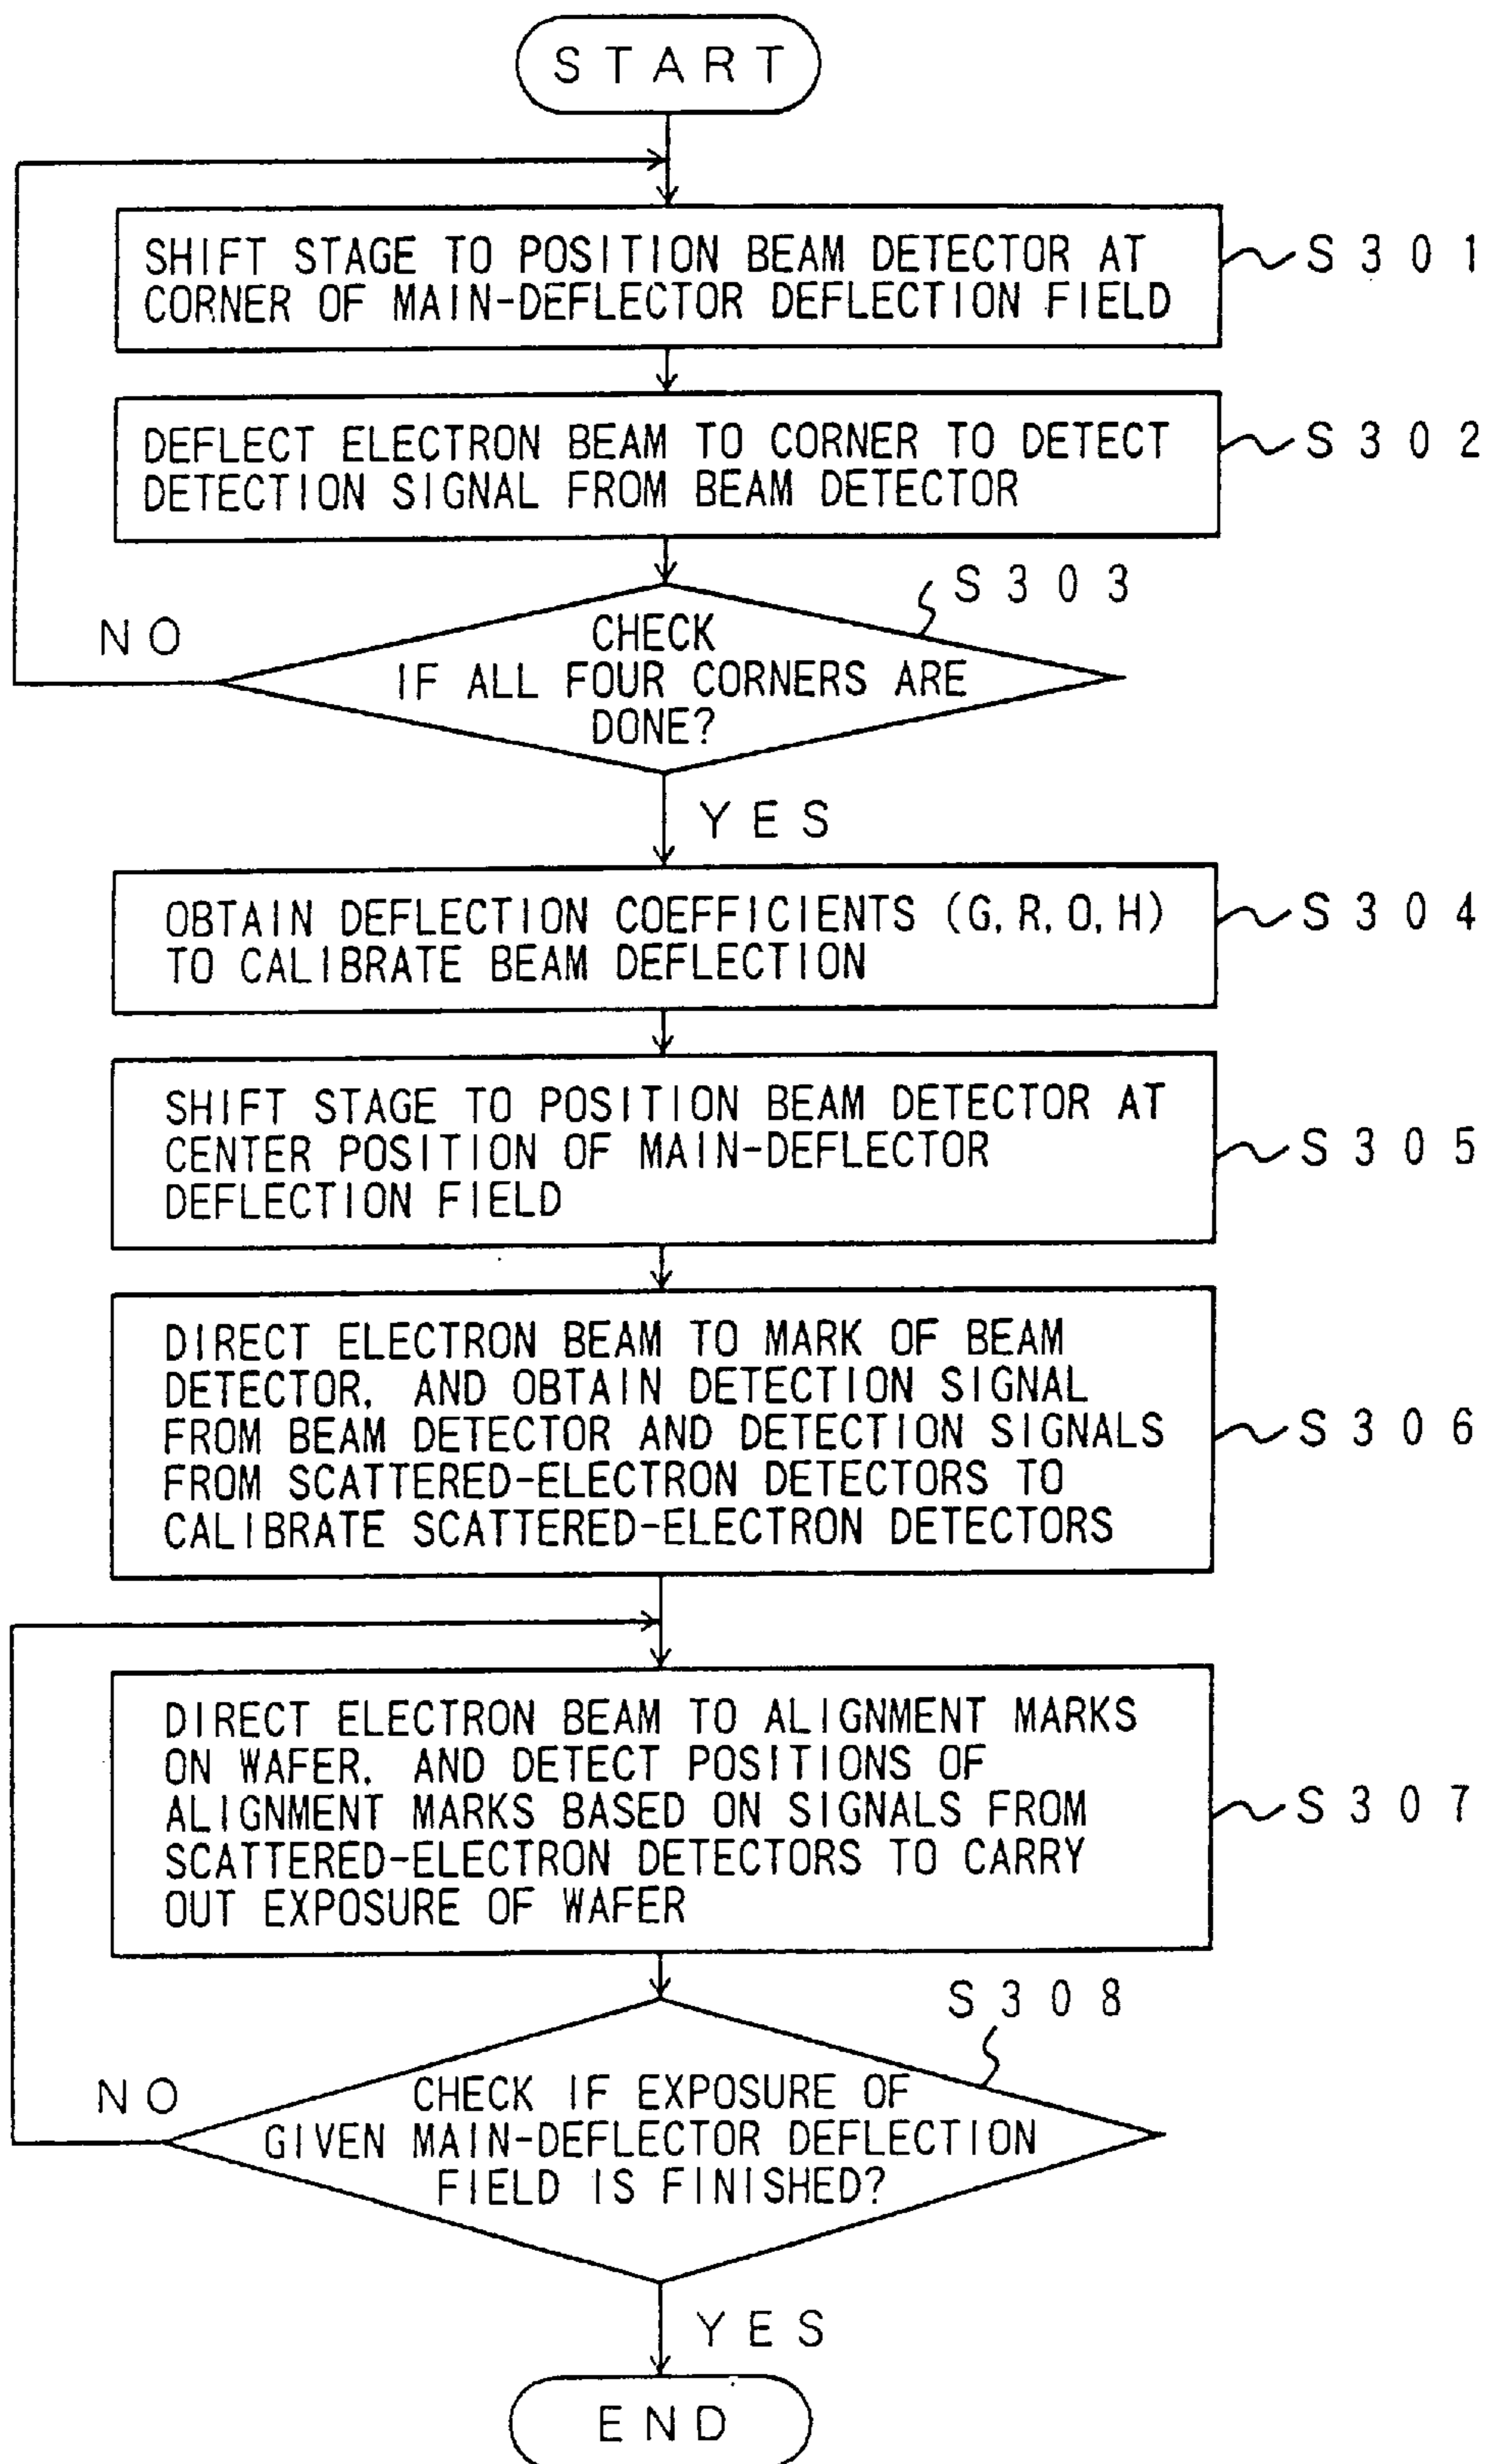 START
SHIFT STAGE TO POSITION BEAM DETECTOR AT
CORNER OF MAIN-DEFLECTOR DEFLECTION FIELD
S301
DEFLECT ELECTRON BEAM TO CORNER TO DETECT
DETECTION SIGNAL FROM BEAM DETECTOR
S302
S303
NO
CHECK
IF ALL FOUR CORNERS ARE
DONE?
YES
OBTAIN DEFLECTION COEFFICIENTS (G, R, O, H)
TO CALIBRATE BEAM DEFLECTION
S304
SHIFT STAGE TO POSITION BEAM DETECTOR AT
CENTER POSITION OF MAIN-DEFLECTOR
DEFLECTION FIELD
S305
DIRECT ELECTRON BEAM TO MARK OF BEAM
DETECTOR, AND OBTAIN DETECTION SIGNAL
FROM BEAM DETECTOR AND DETECTION SIGNALS
FROM SCATTERED-ELECTRON DETECTORS TO
CALIBRATE SCATTERED-ELECTRON DETECTORS
S306
DIRECT ELECTRON BEAM TO ALIGNMENT MARKS
ON WAFER, AND DETECT POSITIONS OF
ALIGNMENT MARKS BASED ON SIGNALS FROM
SCATTERED-ELECTRON DETECTORS TO CARRY
OUT EXPOSURE OF WAFER
S307
S308
NO
CHECK IF EXPOSURE OF
GIVEN MAIN-DEFLECTOR DEFLECTION
FIELD IS FINISHED?
YES
END